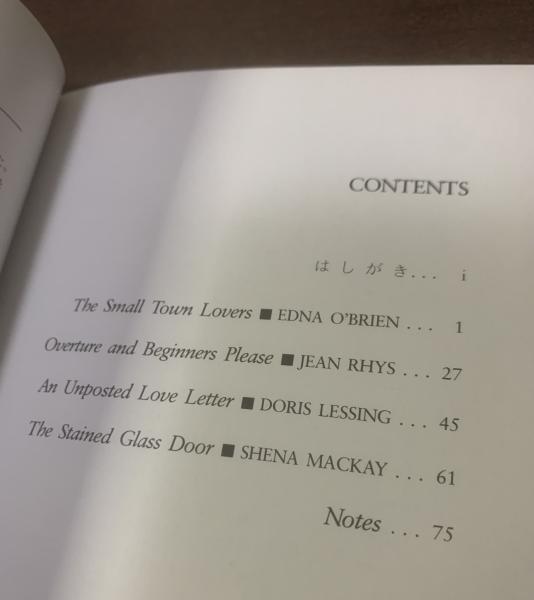 CONTENTS
はしがき... i
The Small Town Lovers ■ EDNA O'BRIEN ... 1
Overture and Beginners Please ■ JEAN RHYS ... 27
An Unposted Love Letter ■ DORIS LESSING ... 45
The Stained Glass Door ■ SHENA MACKAY ... 61
Notes ... 75